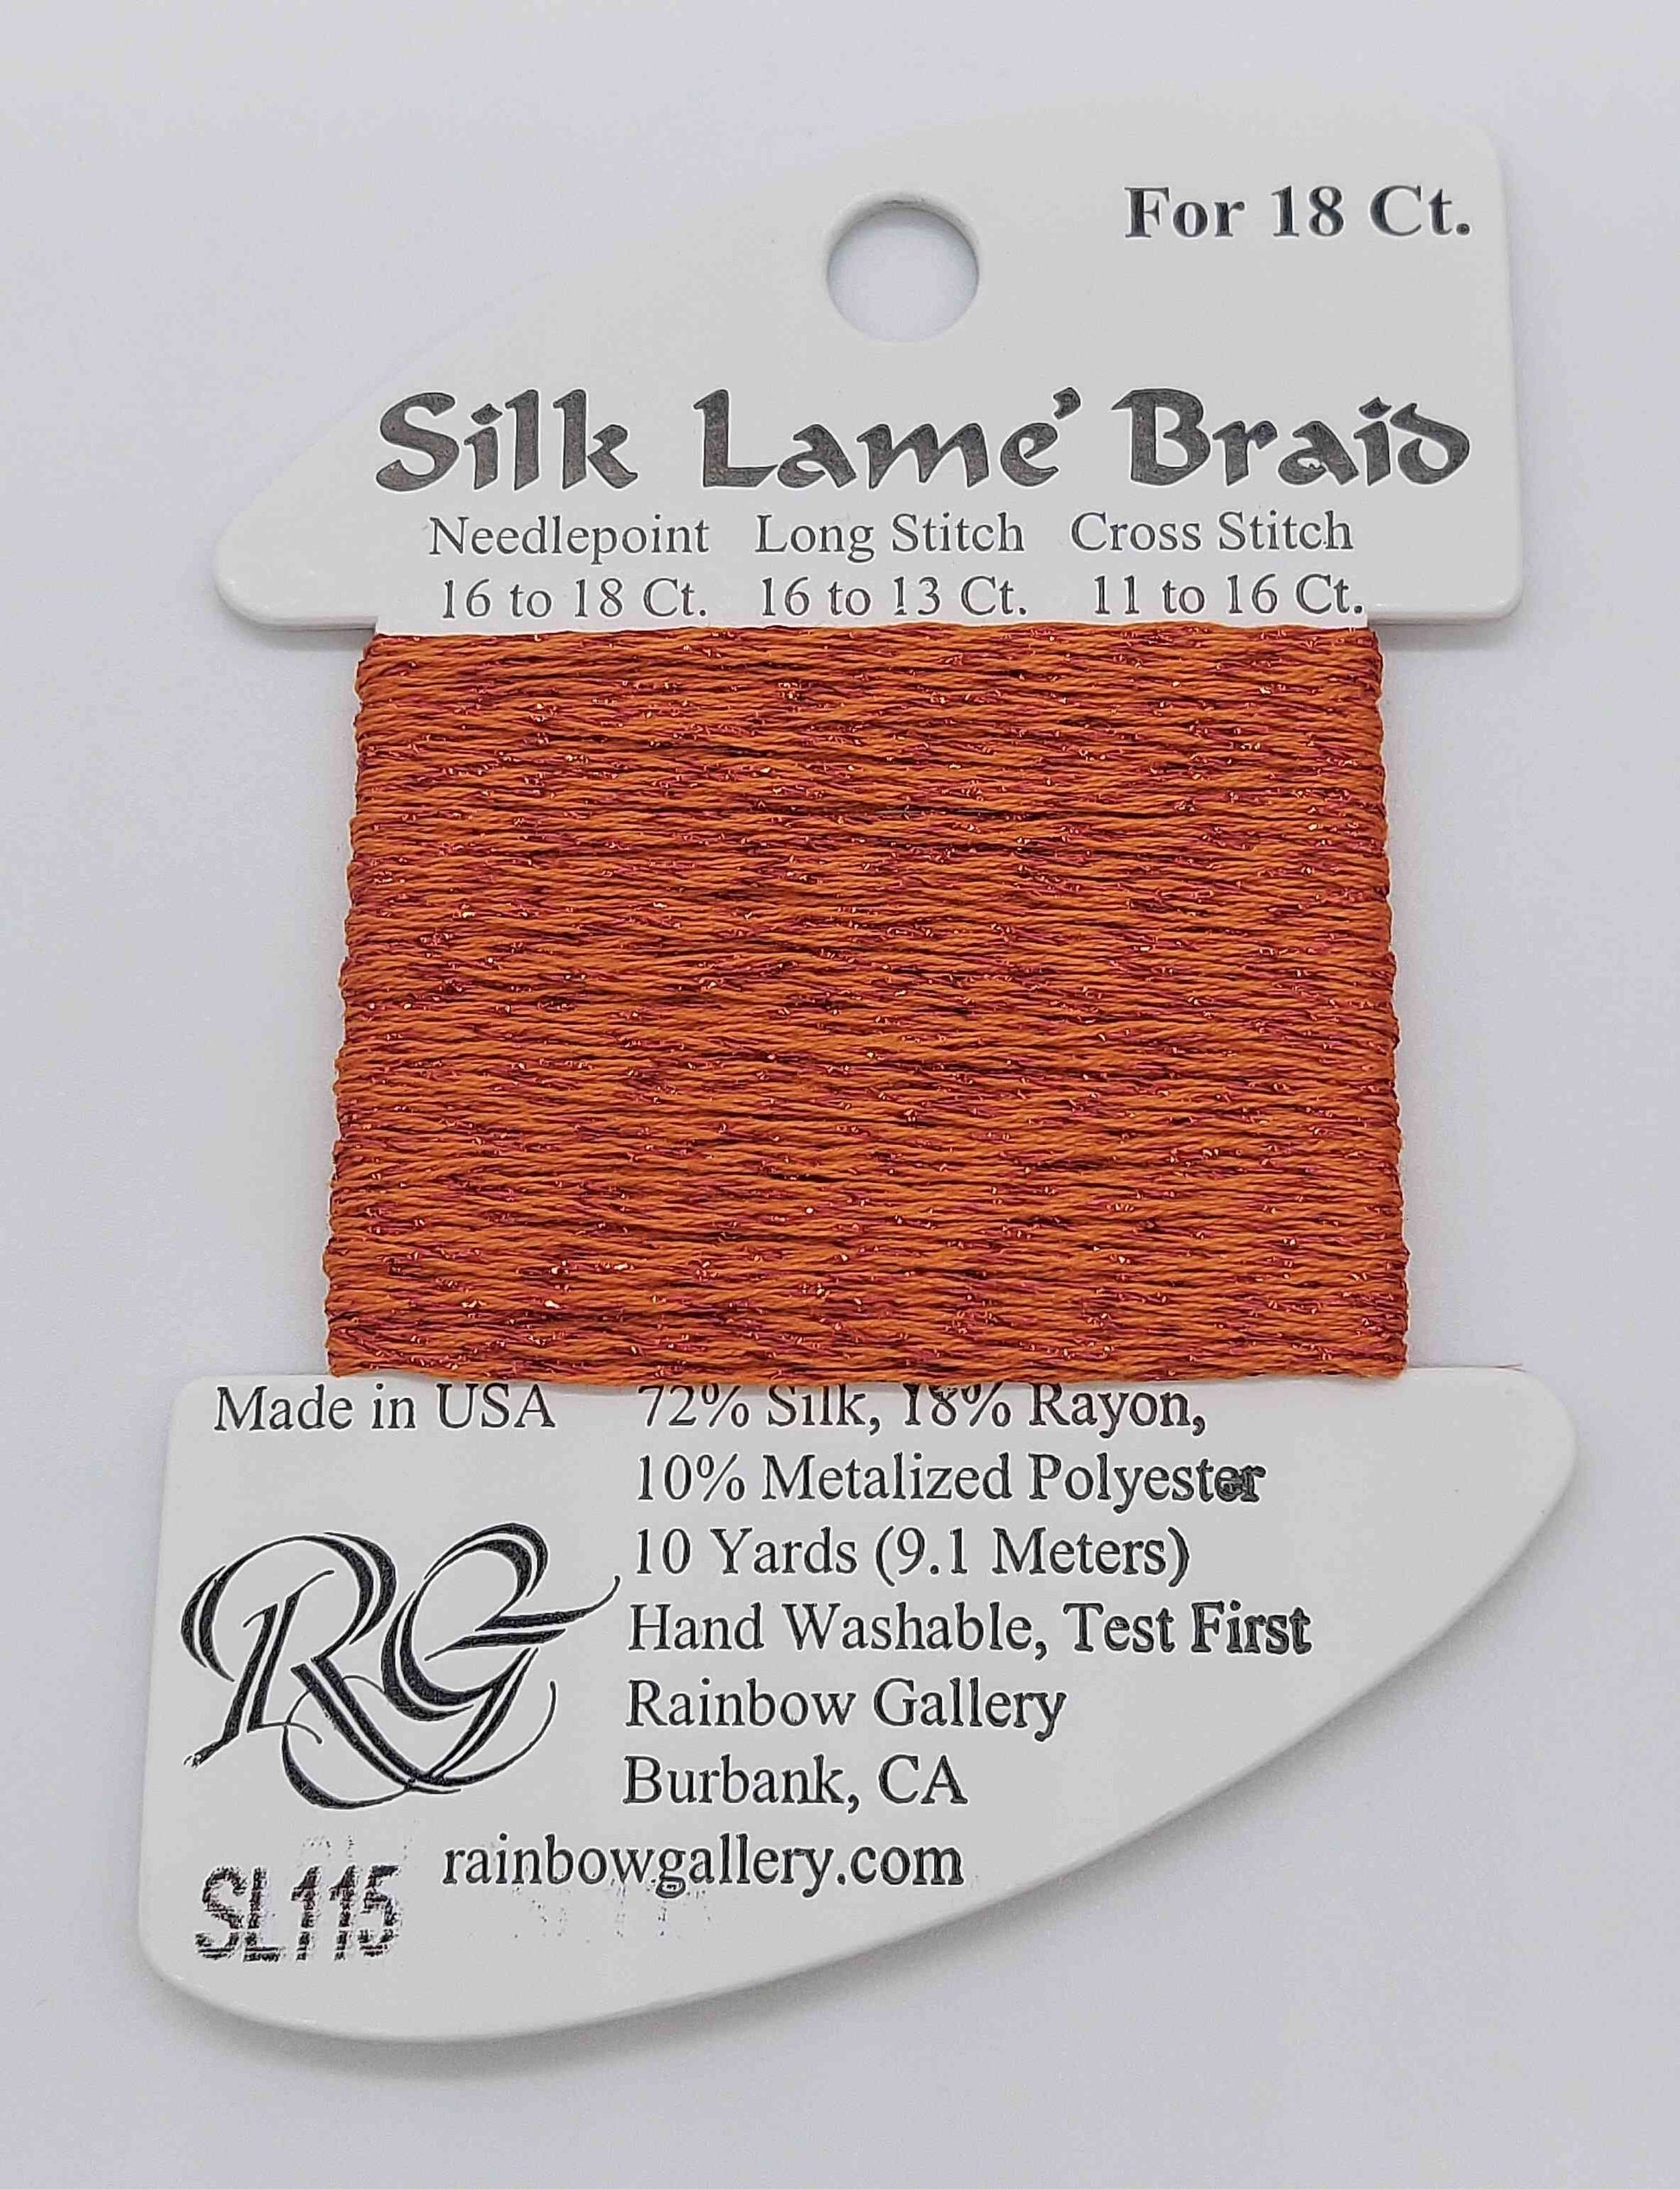 For 18 Ct.
Silk Lame' Braid
Needlepoint Long Stitch Cross Stitch
16 to 18 Ct. 16 to 13 Ct. 11 to 16 Ct.
Made in USA 72% Silk, 18% Rayon,
10% Metalized Polyester
10 Yards (9.1 Meters)
Hand Washable, Test First
RG
Rainbow Gallery
Burbank, CA
rainbowgallery.com
SL115